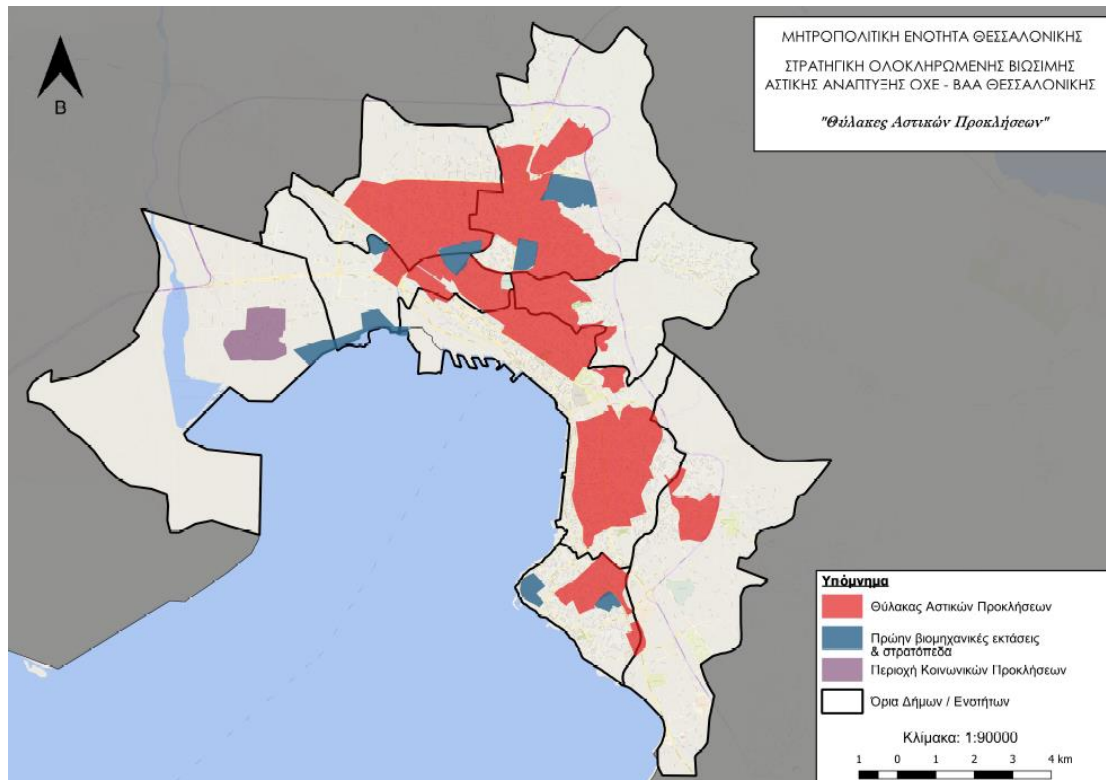 ΜΗΤΡΟΠΟΛΙΤΙΚΗ ΕΝΟΤΗΤΑ ΘΕΣΣΑΛΟΝΙΚΗΣ
ΣΤΡΑΤΗΓΙΚΗ ΟΛΟΚΛΗΡΩΜΕΝΗΣ ΒΙΩΣΙΜΗΣ
ΑΣΤΙΚΗΣ ΑΝΑΠΤΥΞΗΣ ΟΧΕ - ΒΑΑ ΘΕΣΣΑΛΟΝΙΚΗΣ
"Θύλακες Αστικών Προκλήσεων"
Β
Υπόμνημα
Θύλακας Αστικών Προκλήσεων
Πρώην βιομηχανικές εκτάσεις
& στρατόπεδα
Περιοχή Κοινωνικών Προκλήσεων
Όρια Δήμων / Ενοτήτων
Κλίμακα: 1:90000
1 0 1 2 3 4 km